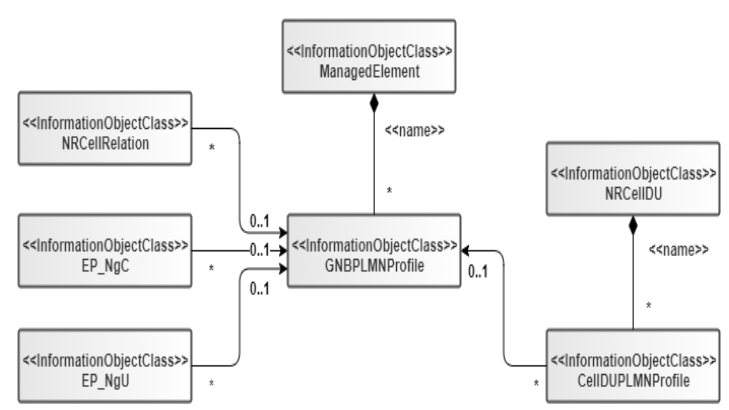 <<InformationObjectClass>>
ManagedElement
<<name>>
*
<<InformationObjectClass>>
NRCellRelation
*
0..1
<<InformationObjectClass>>
EP_NgC
*
0..1
<<InformationObjectClass>>
EP_NgU
*
0..1
<<InformationObjectClass>>
GNBPLMNProfile
0..1
<<InformationObjectClass>>
NRCellDU
<<name>>
*
<<InformationObjectClass>>
CellDUPLMNProfile
*